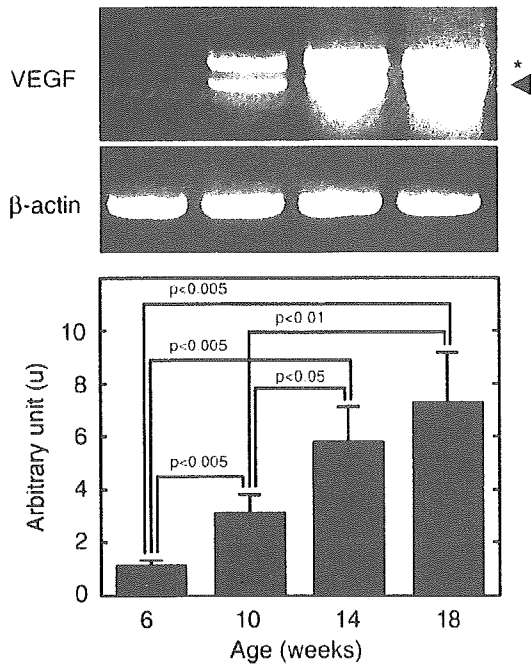 VEGF
*
β-actin
p<0.005
p<0.01
p<0.005
p<0.05
p<0.005
10
8
6
4
2
0
Arbitrary unit (u)
6 10 14 18
Age (weeks)